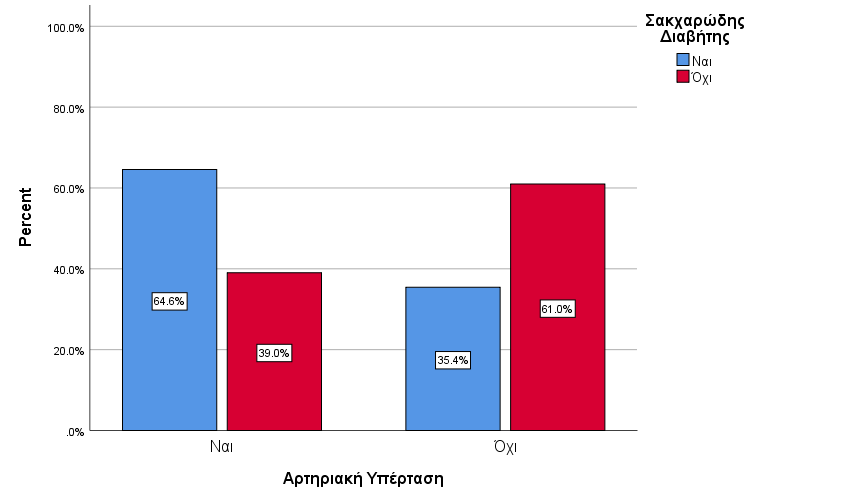 Σακχαρώδης
Διαβήτης
Ναι
Όχι
100.0%
80.0%
60.0%
40.0%
20.0%
.0%
Percent
64.6%
39.0%
35.4%
61.0%
Ναι
Όχι
Αρτηριακή Υπέρταση